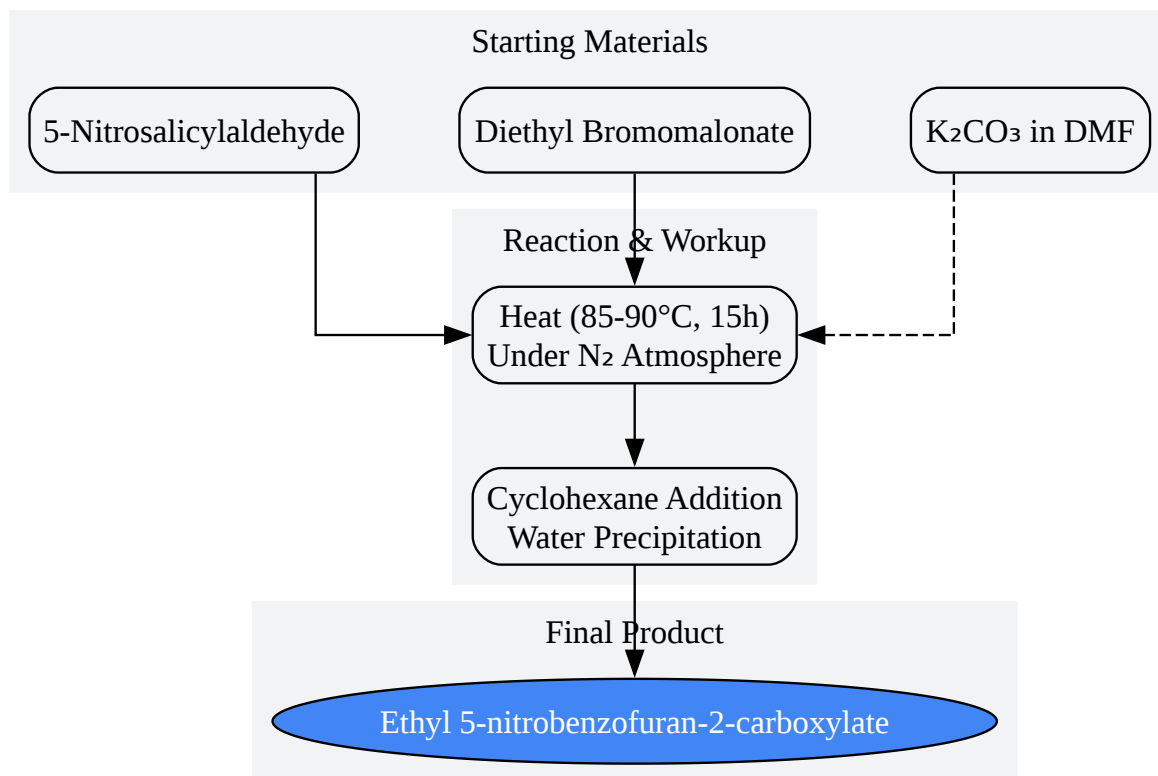 Starting Materials
5-Nitrosalicylaldehyde
Diethyl Bromomalonate
K₂CO₃ in DMF
Reaction & Workup
Heat (85-90°C, 15h)
Under N₂ Atmosphere
Cyclohexane Addition
Water Precipitation
Final Product
Ethyl 5-nitrobenzofuran-2-carboxylate